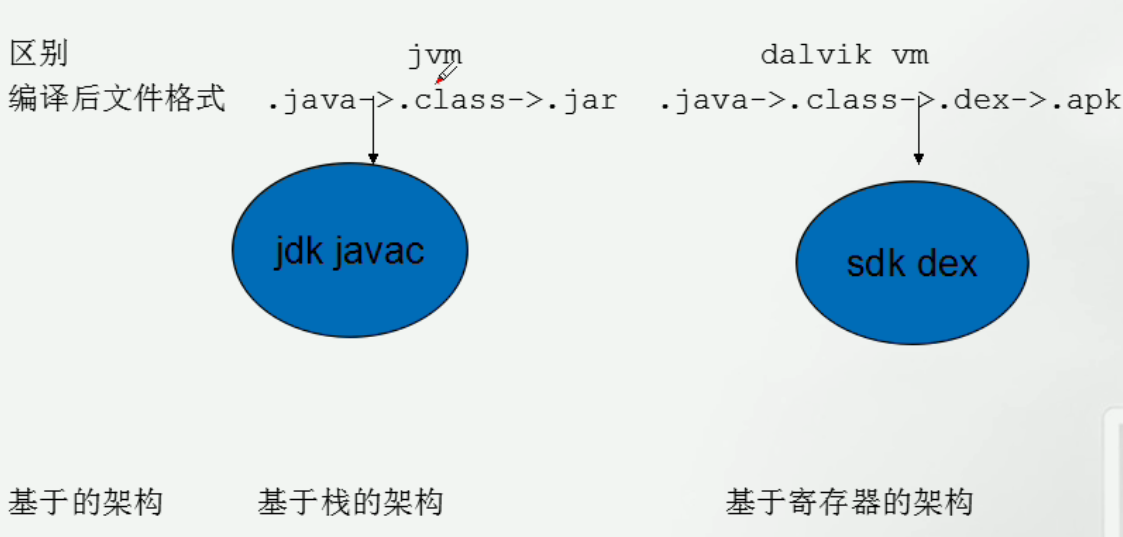 区别 jvm dalvik vm
编译后文件格式 .java->.class->.jar .java->.class->.dex->.apk
jdk javac sdk dex
基于的架构 基于栈的架构 基于寄存器的架构